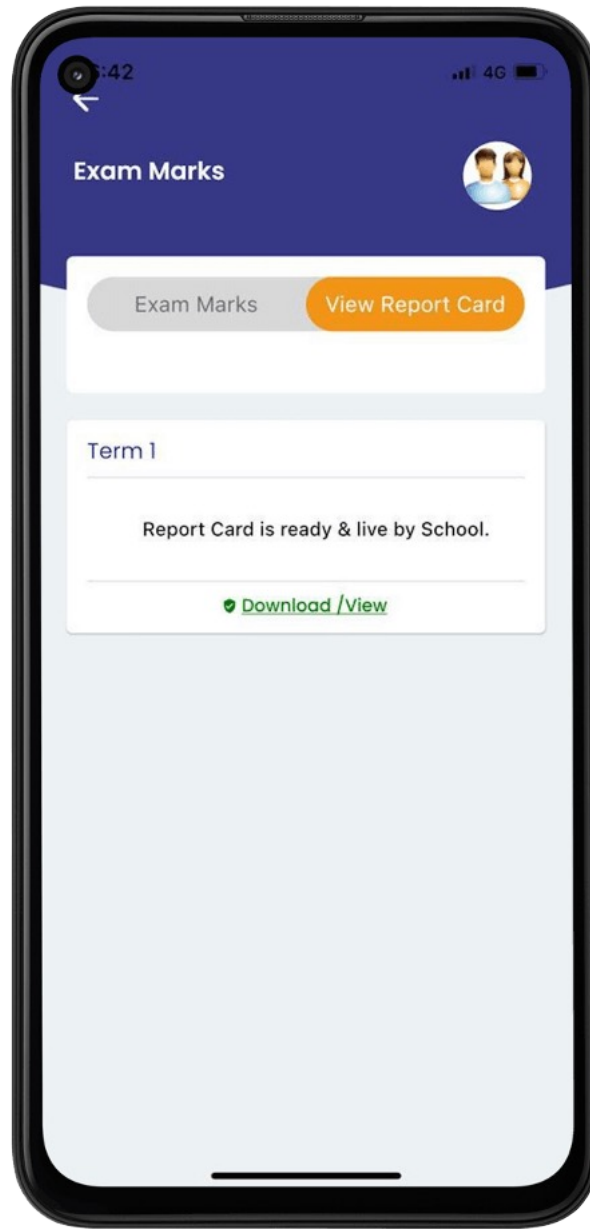 :42
4G
Exam Marks
Exam Marks
View Report Card
Term 1
Report Card is ready & live by School.
Download /View